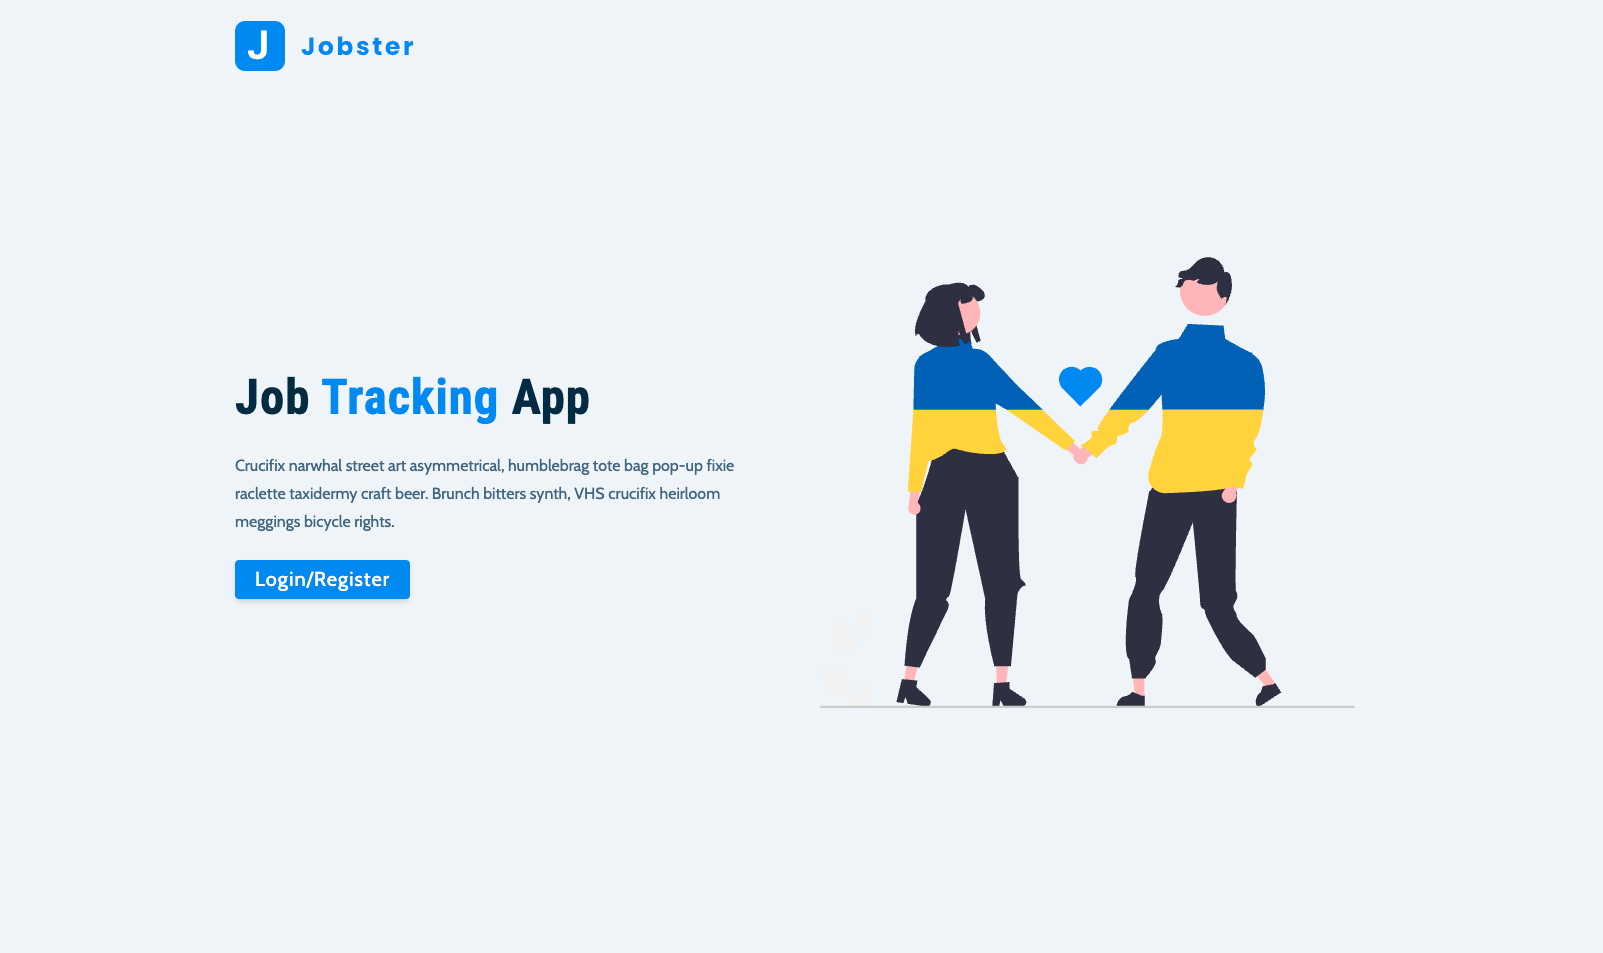 J Jobster
Job Tracking App
Crucifix narwhal street art asymmetrical, humblebrag tote bag pop-up fixie
raclette taxidermy craft beer. Brunch bitters synth, VHS crucifix heirloom
meggings bicycle rights.
Login/Register